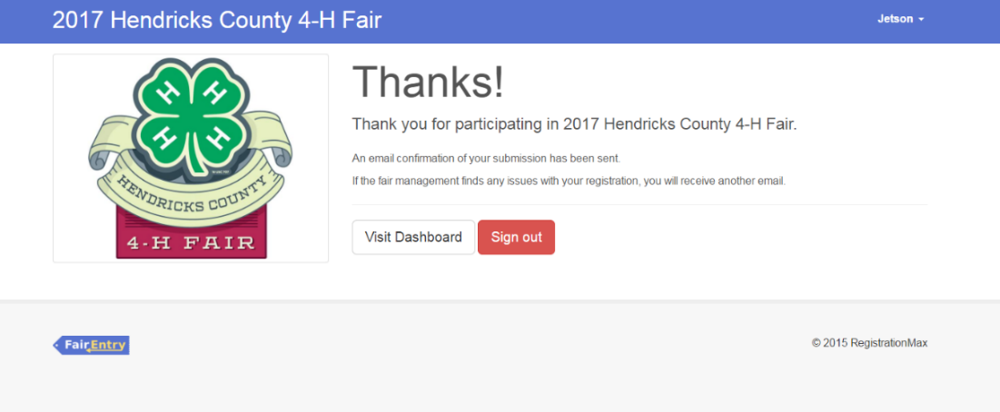 2017 Hendricks County 4-H Fair
Jetson
H H
H H
HENDRICKS COUNTY
4-H FAIR
Thanks!
Thank you for participating in 2017 Hendricks County 4-H Fair.
An email confirmation of your submission has been sent.
If the fair management finds any issues with your registration, you will receive another email.
Visit Dashboard
Sign out
FairEntry
© 2015 RegistrationMax